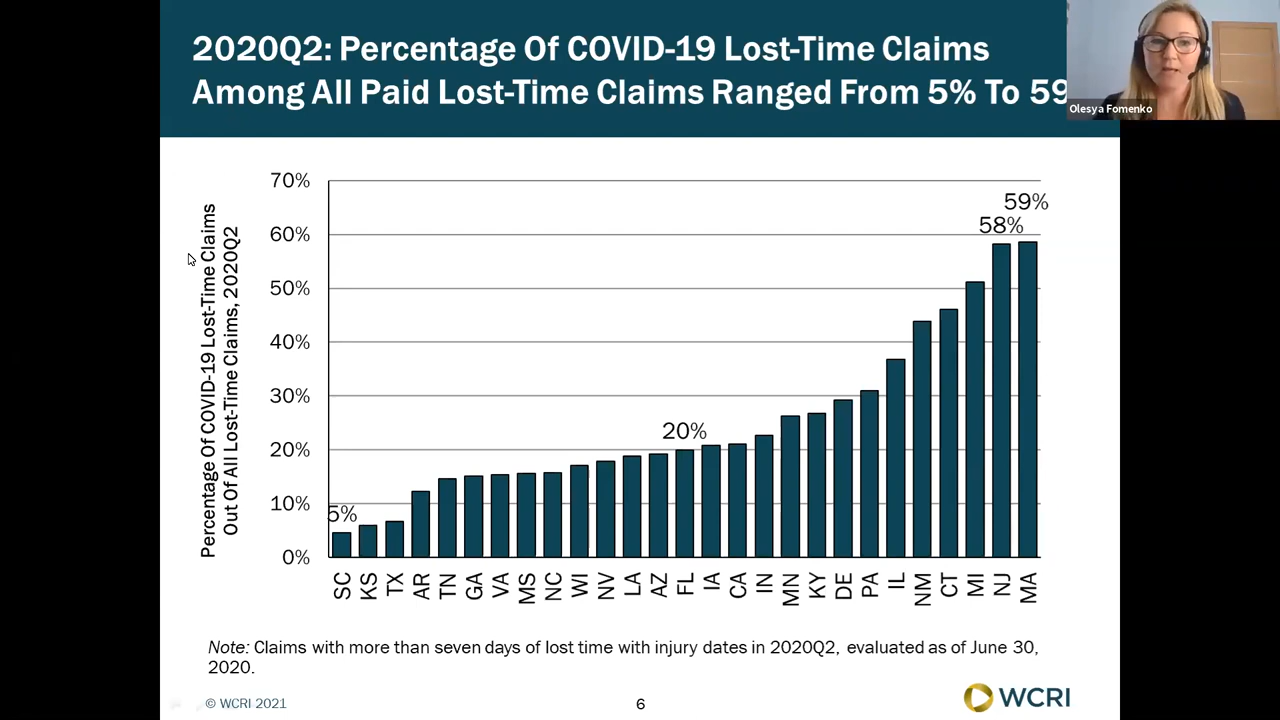 2020Q2: Percentage Of COVID-19 Lost-Time Claims
Among All Paid Lost-Time Claims Ranged From 5% To 59
Olesya Fomenko
Percentage Of COVID-19 Lost-Time Claims
Out Of All Lost-Time Claims, 2020Q2
70%
60%
50%
40%
30%
20%
10%
0%
5%
20%
58%
59%
SC KS TX AR TN GA VA MS NC WI NV LA AZ FL IA CA IN MN KY DE PA IL NM CT MI NJ MA
Note: Claims with more than seven days of lost time with injury dates in 2020Q2, evaluated as of June 30,
2020.
© WCRI 2021
6
WCRI